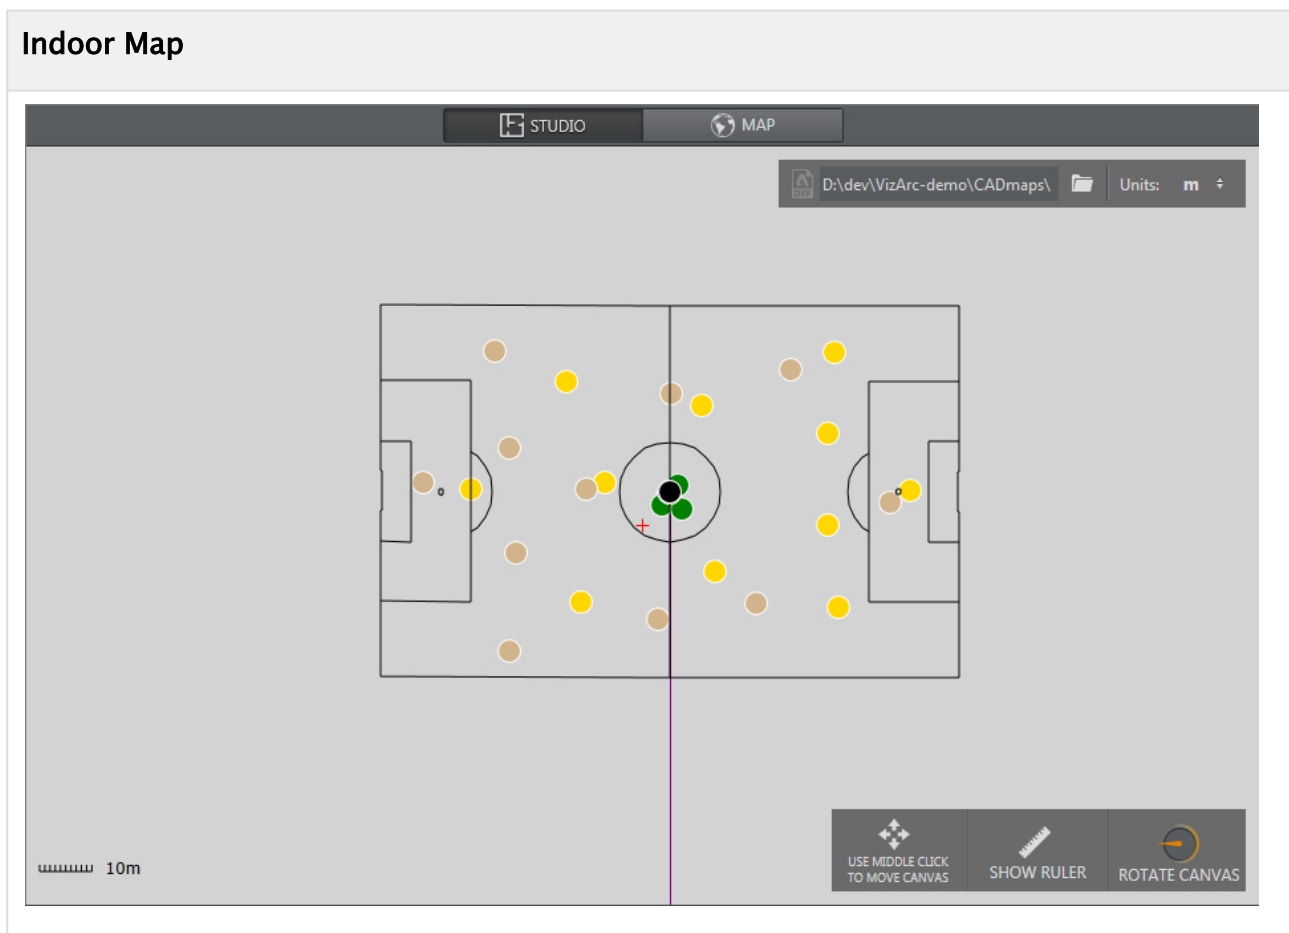 Indoor Map
STUDIO
MAP
D:\dev\VizArc-demo\CADmaps\
Units: m
10m
USE MIDDLE CLICK
TO MOVE CANVAS
SHOW RULER
ROTATE CANVAS